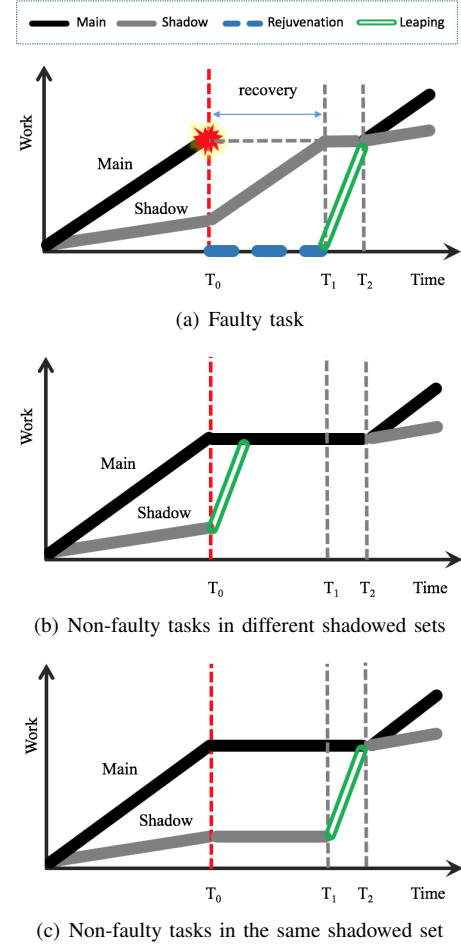 Main Shadow Rejuvenation Leaping
recovery
Work
Main
Shadow
T0 T1 T2 Time
(a) Faulty task
Work
Main
Shadow
T0 T1 T2 Time
(b) Non-faulty tasks in different shadowed sets
Work
Main
Shadow
T0 T1 T2 Time
(c) Non-faulty tasks in the same shadowed set